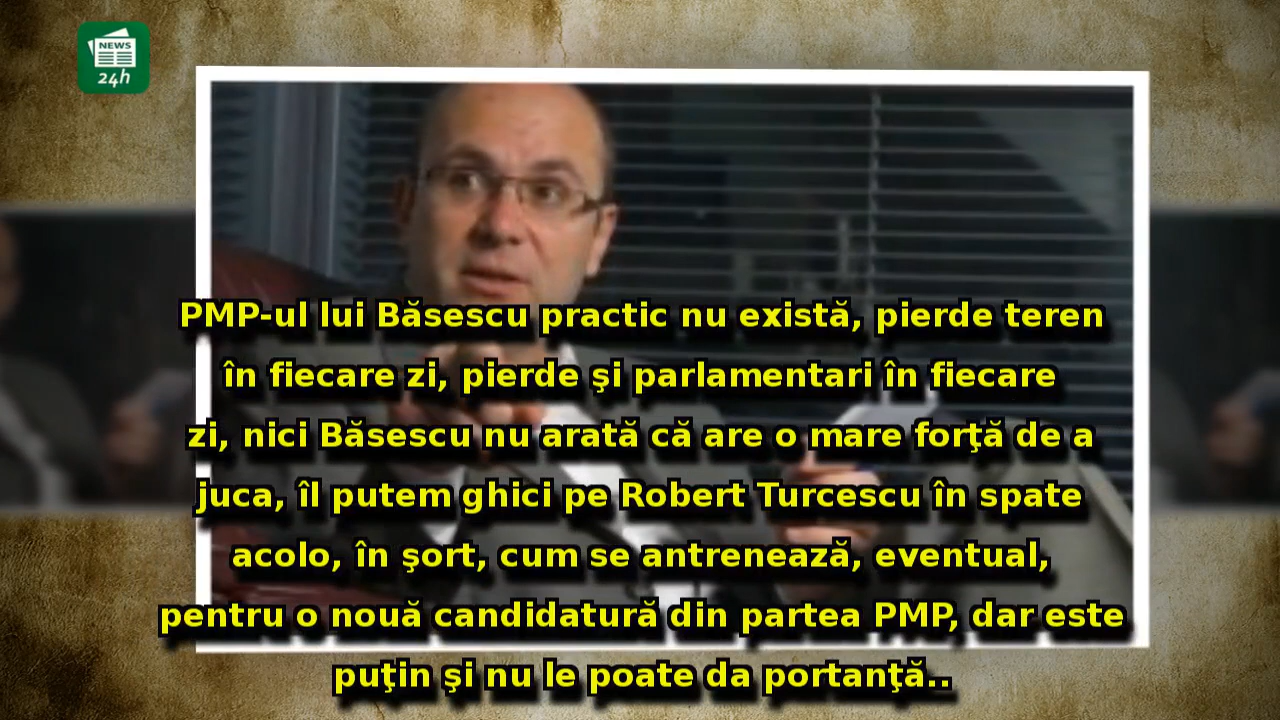 NEWS
24h
PMP-ul lui Băsescu practic nu există, pierde teren
în fiecare zi, pierde şi parlamentari în fiecare
zi, nici Băsescu nu arată că are o mare forţă de a
juca, îl putem ghici pe Robert Turcescu în spate
acolo, în şort, cum se antrenează, eventual,
pentru o nouă candidatură din partea PMP, dar este
puţin şi nu le poate da portanţă..